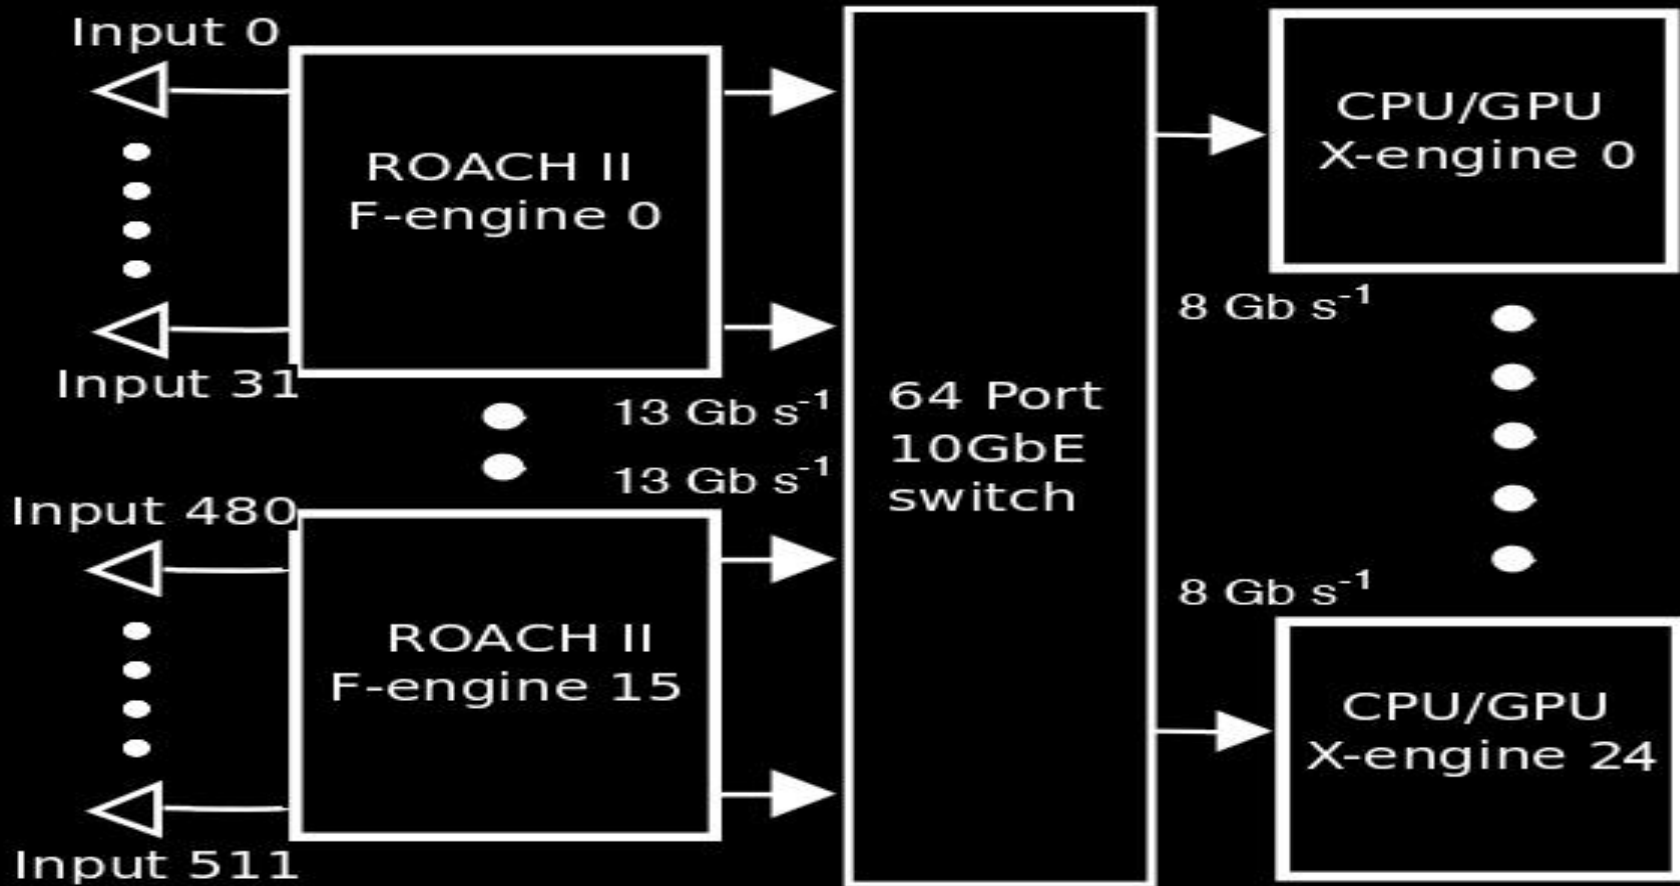 Input 0
ROACH II
F-engine 0
Input 31
13 Gb s⁻¹
13 Gb s⁻¹
Input 480
ROACH II
F-engine 15
Input 511
64 Port
10GbE
switch
CPU/GPU
X-engine 0
8 Gb s⁻¹
8 Gb s⁻¹
CPU/GPU
X-engine 24